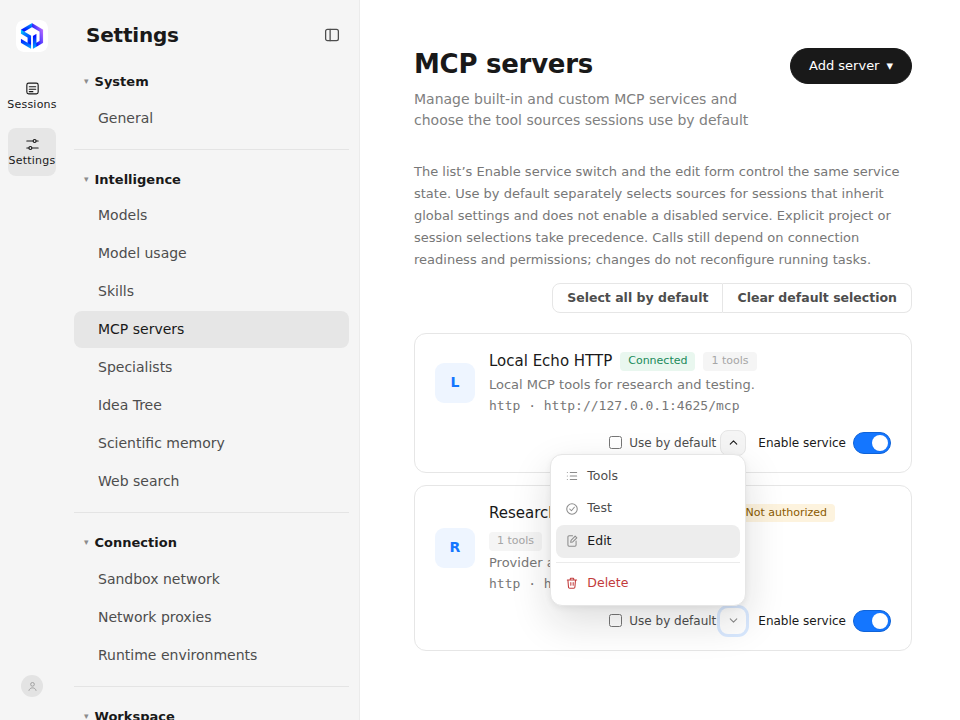 Sessions
Settings
Settings
System
General
Intelligence
Models
Model usage
Skills
MCP servers
Specialists
Idea Tree
Scientific memory
Web search
Connection
Sandbox network
Network proxies
Runtime environments
Workspace
MCP servers
Add server
Manage built-in and custom MCP services and
choose the tool sources sessions use by default
The list’s Enable service switch and the edit form control the same service
state. Use by default separately selects sources for sessions that inherit
global settings and does not enable a disabled service. Explicit project or
session selections take precedence. Calls still depend on connection
readiness and permissions; changes do not reconfigure running tasks.
Select all by default
Clear default selection
L
Local Echo HTTP
Connected
1 tools
Local MCP tools for research and testing.
http · http://127.0.0.1:4625/mcp
Use by default
Enable service
Tools
Test
Edit
Delete
R
Not authorized
1 tools
Provider
http ·
Use by default
Enable service